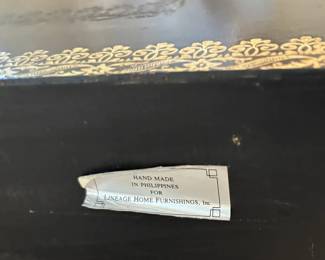 HAND MADE
IN PHILIPPINES
FOR
LINEAGE HOME FURNISHINGS, Inc